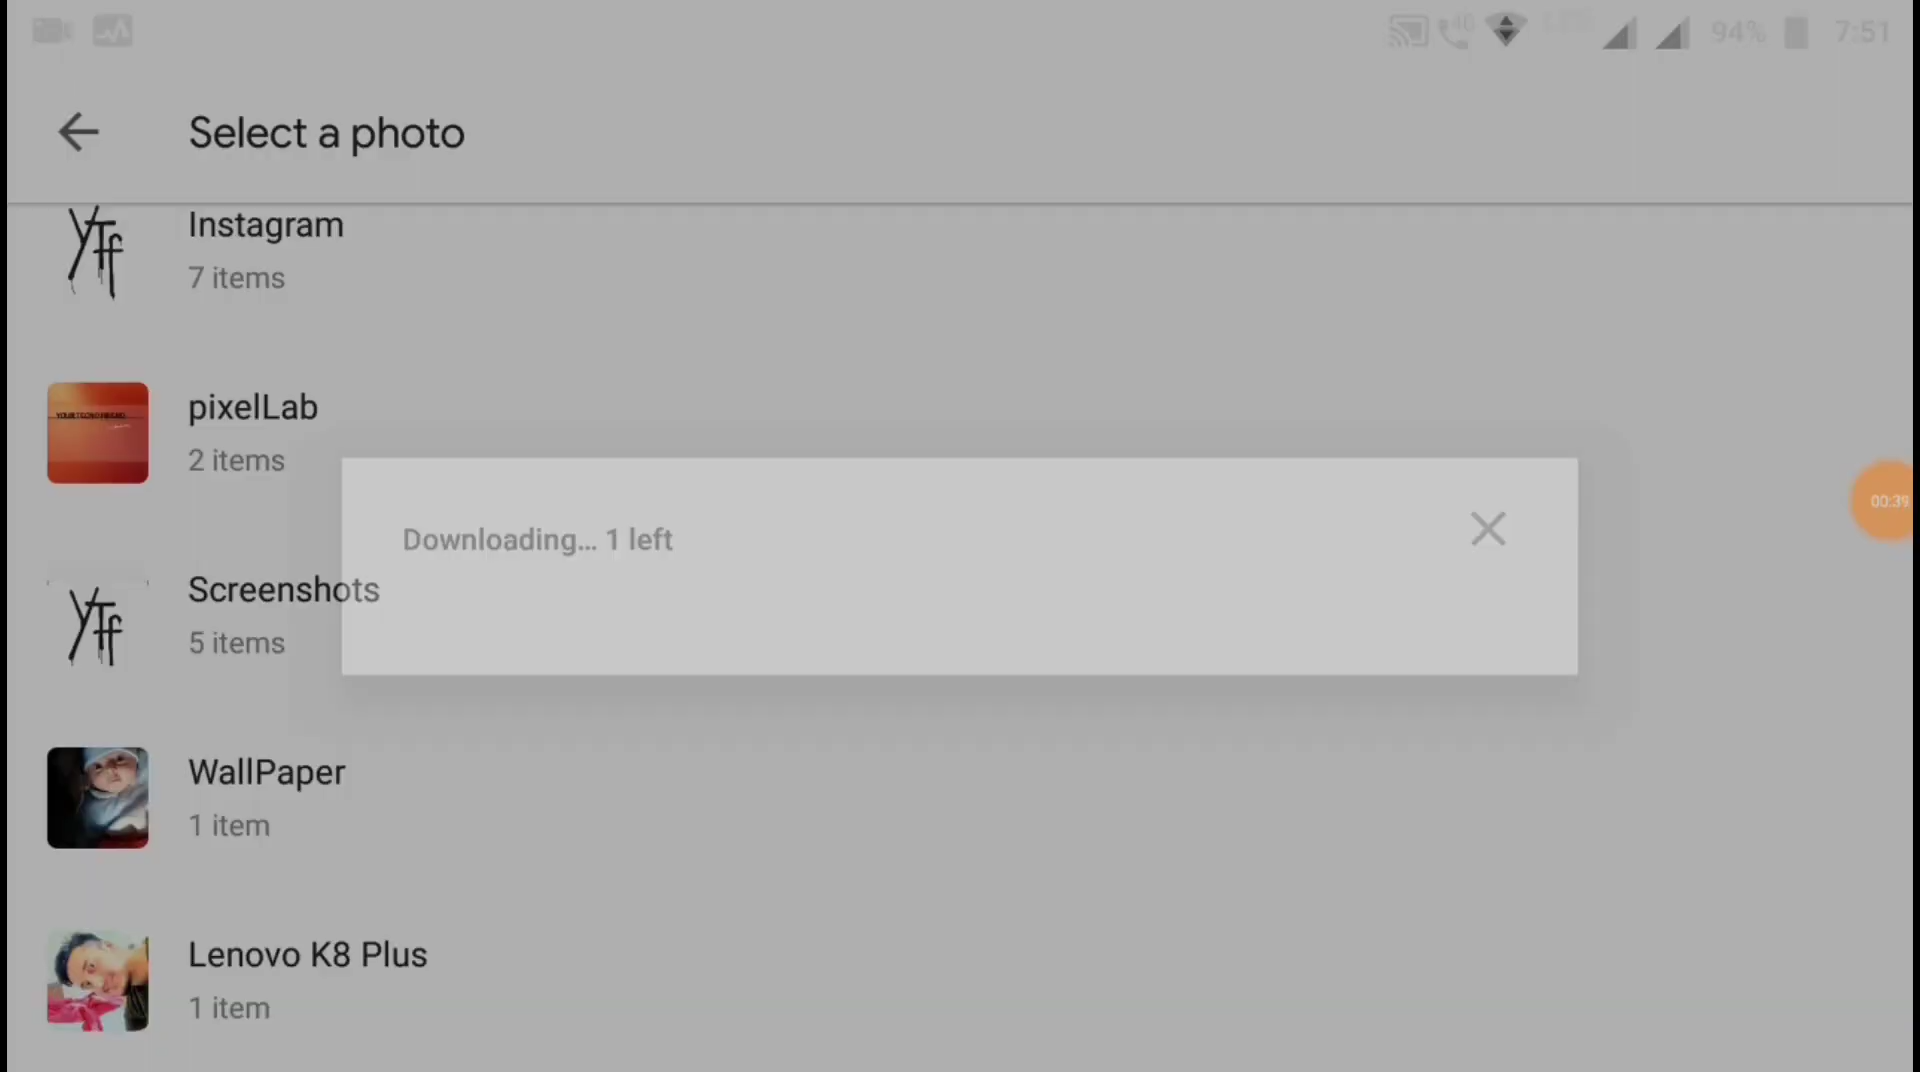 94% 7:51
Select a photo
Instagram
7 items
pixelLab
2 items
Downloading... 1 left
00:39
Screenshots
5 items
WallPaper
1 item
Lenovo K8 Plus
1 item